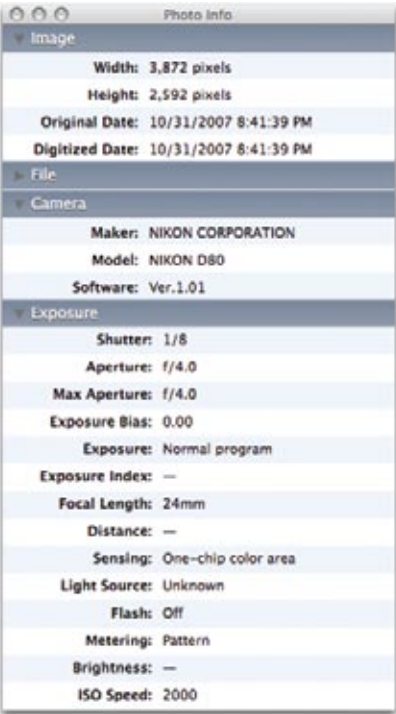 Photo Info
Image
Width: 3,872 pixels
Height: 2,592 pixels
Original Date: 10/31/2007 8:41:39 PM
Digitized Date: 10/31/2007 8:41:39 PM
File
Camera
Maker: NIKON CORPORATION
Model: NIKON D80
Software: Ver.1.01
Exposure
Shutter: 1/8
Aperture: f/4.0
Max Aperture: f/4.0
Exposure Bias: 0.00
Exposure: Normal program
Exposure Index: —
Focal Length: 24mm
Distance: —
Sensing: One-chip color area
Light Source: Unknown
Flash: Off
Metering: Pattern
Brightness: —
ISO Speed: 2000